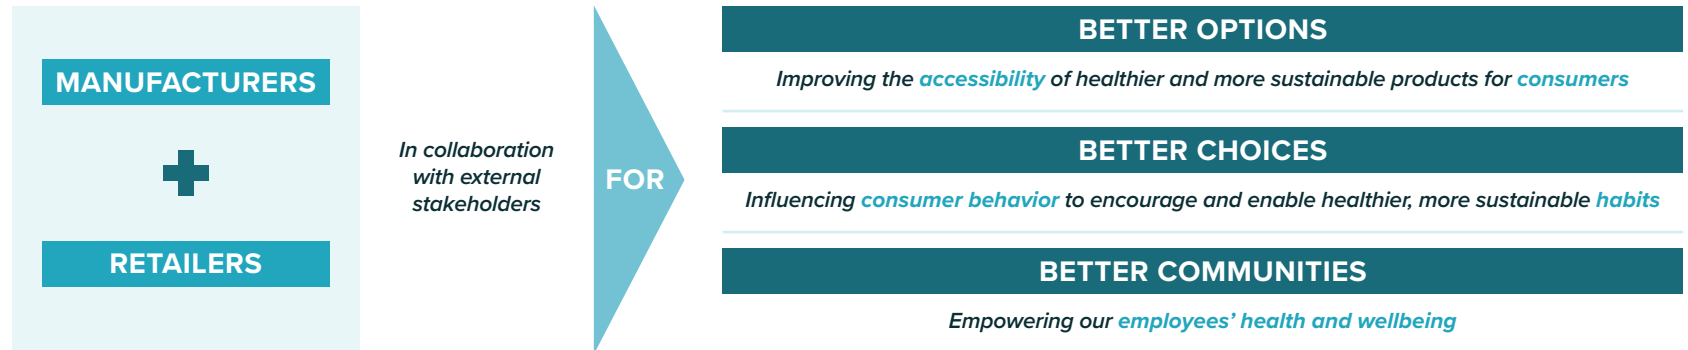 MANUFACTURERS
RETAILERS
In collaboration
with external
stakeholders
FOR
BETTER OPTIONS
Improving the accessibility of healthier and more sustainable products for consumers
BETTER CHOICES
Influencing consumer behavior to encourage and enable healthier, more sustainable habits
BETTER COMMUNITIES
Empowering our employees’ health and wellbeing